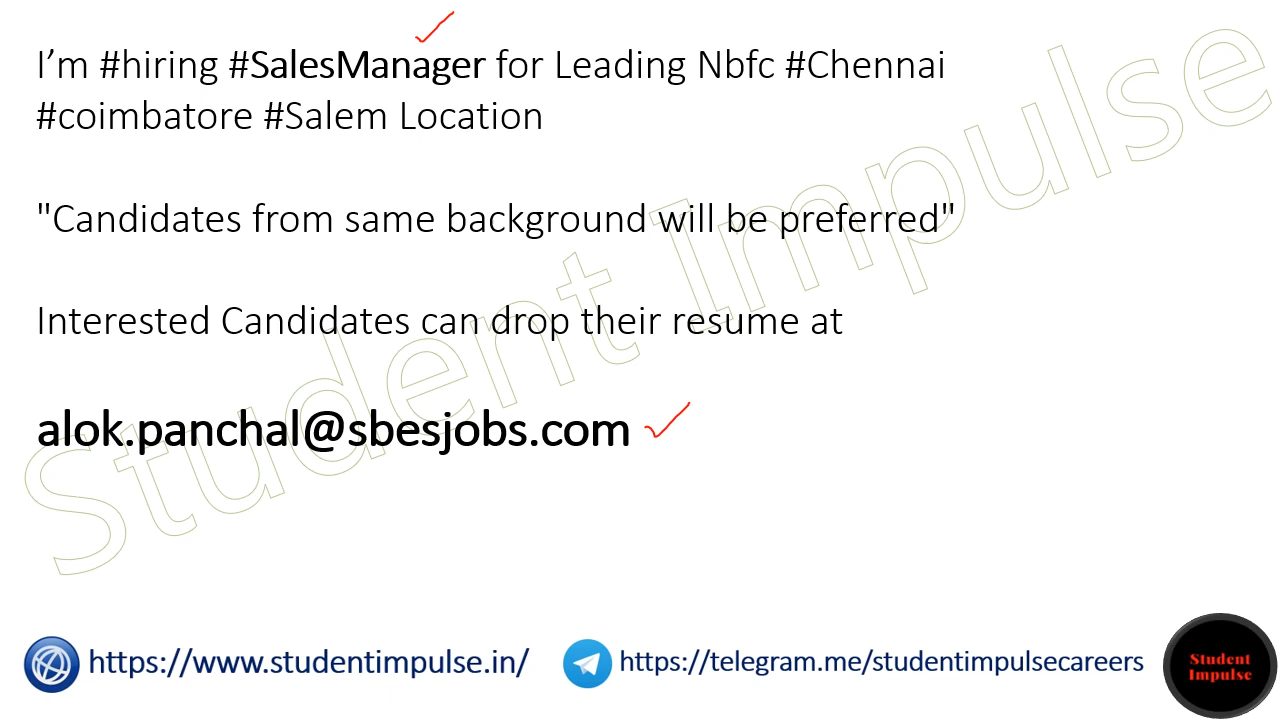 I’m #hiring #SalesManager for Leading Nbfc #Chennai
#coimbatore #Salem Location
"Candidates from same background will be preferred"
Interested Candidates can drop their resume at
alok.panchal@sbesjobs.com
Student Impulse
https://www.studentimpulse.in/
https://telegram.me/studentimpulsecareers
Student
Impulse